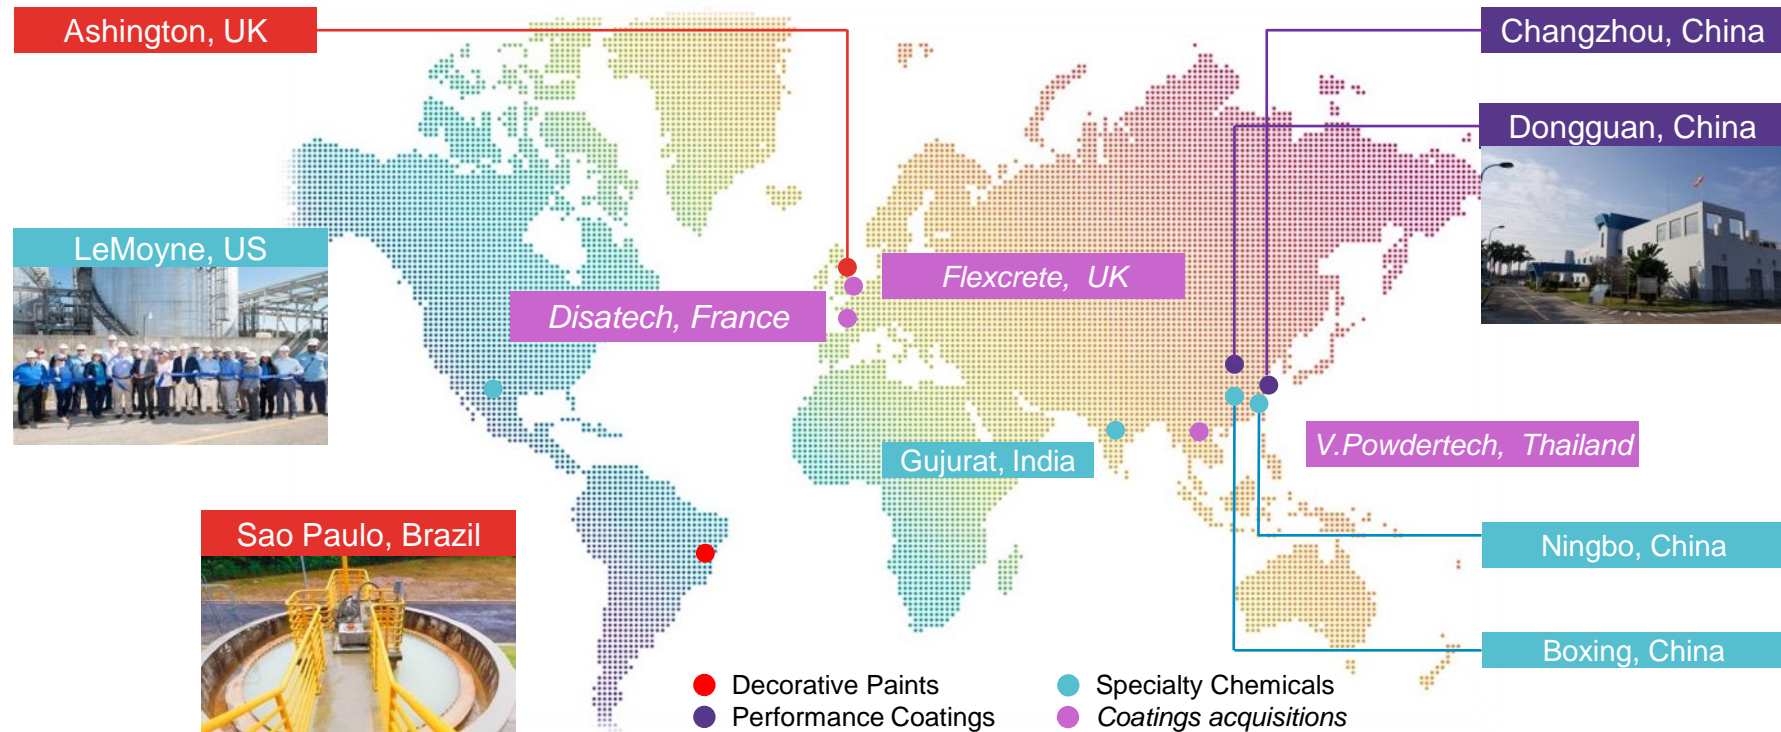 Ashington, UK
Changzhou, China
Dongguan, China
LeMoyne, US
Flexcrete, UK
Disatech, France
Gujurat, India
V.Powdertech, Thailand
Sao Paulo, Brazil
Ningbo, China
Boxing, China
Decorative Paints
Specialty Chemicals
Performance Coatings
Coatings acquisitions